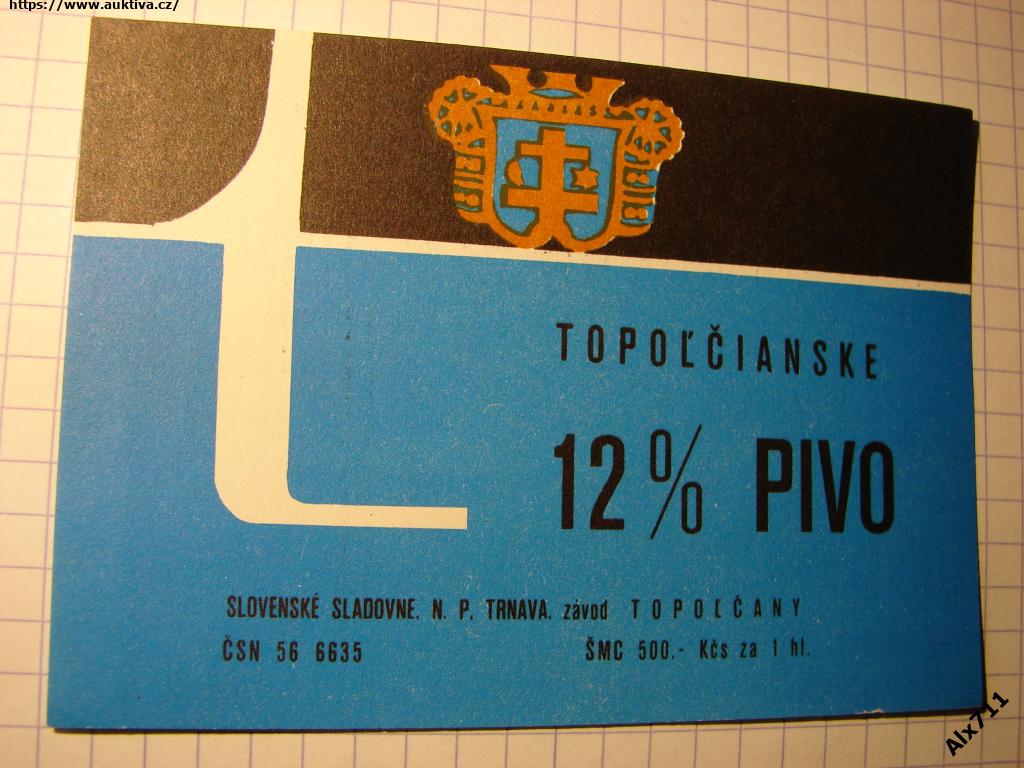 https://www.auktiva.cz/
TOPOĽČIANSKE
12% PIVO
SLOVENSKÉ SLADOVNE, N. P. TRNAVA, závod TOPOĽČANY
ČSN 56 6635 ŠMC 500.- Kčs za 1 hl.
Alx711